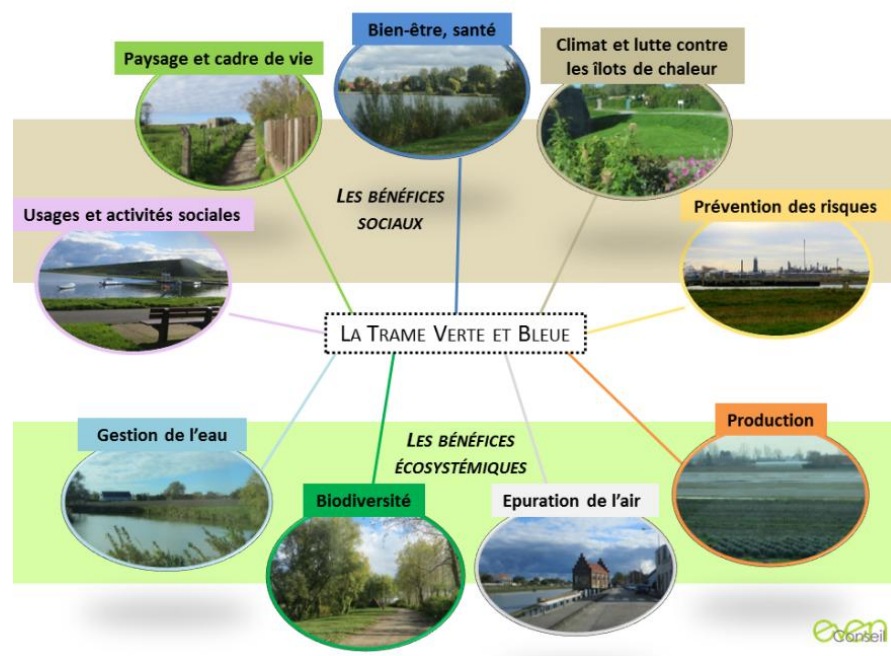 Bien-être, santé
Paysage et cadre de vie
Climat et lutte contre
les îlots de chaleur
LES BÉNÉFICES
SOCIAUX
Usages et activités sociales
Prévention des risques
LA TRAME VERTE ET BLEUE
Gestion de l'eau
LES BÉNÉFICES
ÉCOSYSTÉMIQUES
Production
Biodiversité
Epuration de l'air
even
Conseil